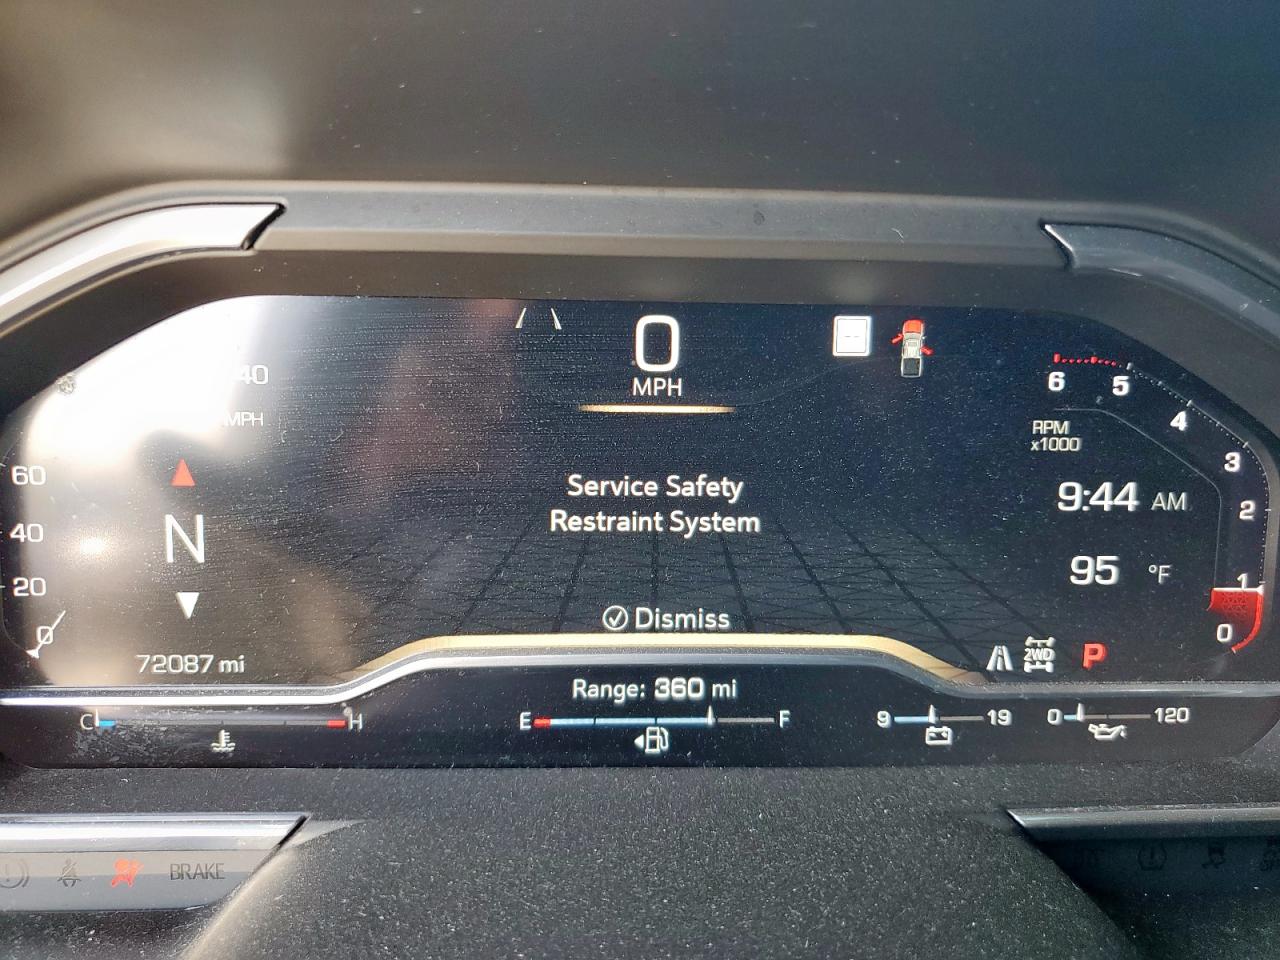 0
MPH
40
MPH
6
5
4
RPM
x1000
3
60
9:44 AM
2
Service Safety
Restraint System
N
40
95 °F
20
1
Dismiss
0
0
2WD
P
72087 mi
Range: 360 mi
C
H
E
F
9
19
0
120
BRAKE